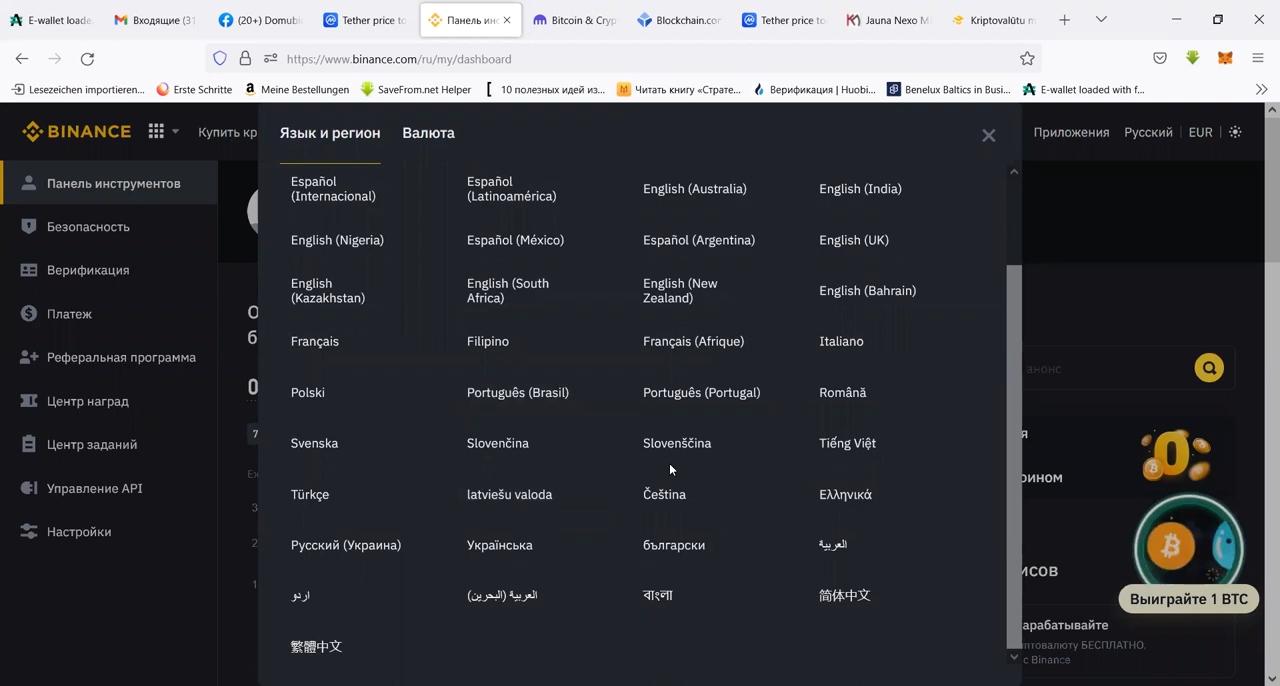 E-wallet loade
Входящие (31
(20+) Domubi
Tether price to
Панель инс
Bitcoin & Cryp
Blockchain.cor
Tether price to
Jauna Nexo M
Kriptovalūtu m
https://www.binance.com/ru/my/dashboard
Lesezeichen importieren...
Erste Schritte
Meine Bestellungen
SaveFrom.net Helper
10 полезных идей из...
Читать книгу «Страте...
Верификация | Huobi...
Benelux Baltics in Busi...
E-wallet loaded with f...
BINANCE
Купить кр
Язык и регион
Валюта
Приложения
Русский
EUR
Панель инструментов
Безопасность
Верификация
Платеж
Реферальная программа
Центр наград
Центр заданий
Управление API
Настройки
Español (Internacional)
Español (Latinoamérica)
English (Australia)
English (India)
English (Nigeria)
Español (México)
Español (Argentina)
English (UK)
English (Kazakhstan)
English (South Africa)
English (New Zealand)
English (Bahrain)
Français
Filipino
Français (Afrique)
Italiano
Polski
Português (Brasil)
Português (Portugal)
Română
Svenska
Slovenčina
Slovenščina
Tiếng Việt
Türkçe
latviešu valoda
Čeština
Ελληνικά
Русский (Украина)
Українська
български
العربية
اردو
العربية (البحرين)
বাংলা
简体中文
繁體中文
анонс
ином
исов
Выиграйте 1 BTC
арабатывайте
птовалюту БЕСПЛАТНО.
с Binance